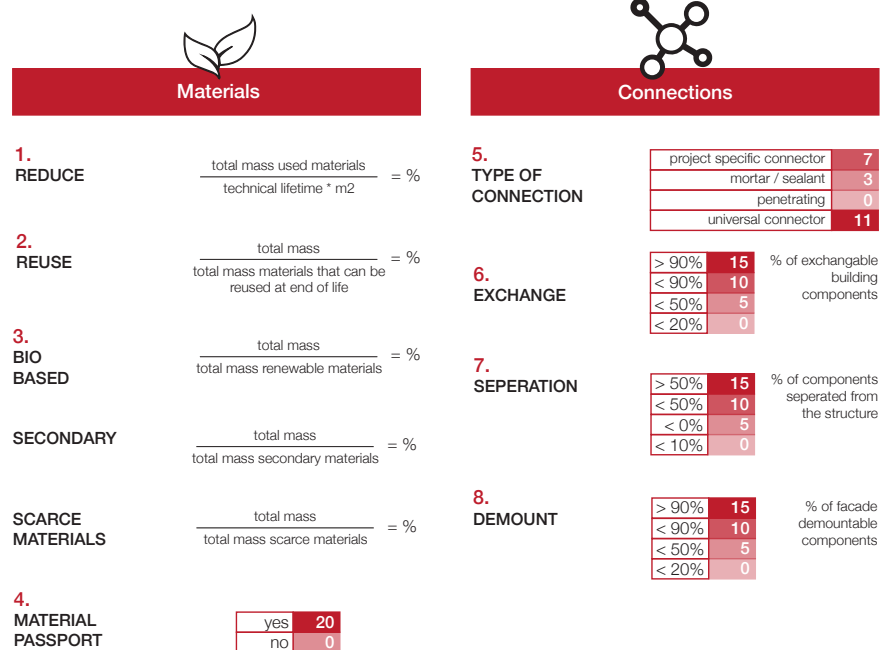 Materials
1.
REDUCE
total mass used materials
technical lifetime * m2
= %
2.
REUSE
total mass
total mass materials that can be
reused at end of life
= %
3.
BIO
BASED
total mass
total mass renewable materials
= %
SECONDARY
total mass
total mass secondary materials
= %
SCARCE
MATERIALS
total mass
total mass scarce materials
= %
4.
MATERIAL
PASSPORT
yes 20
no 0
Connections
5.
TYPE OF
CONNECTION
project specific connector 7
mortar / sealant 3
penetrating 0
universal connector 11
6.
EXCHANGE
> 90% 15
< 90% 10
< 50% 5
< 20% 0
% of exchangable
building
components
7.
SEPERATION
> 50% 15
< 50% 10
< 0% 5
< 10% 0
% of components
seperated from
the structure
8.
DEMOUNT
> 90% 15
< 90% 10
< 50% 5
< 20% 0
% of facade
demountable
components